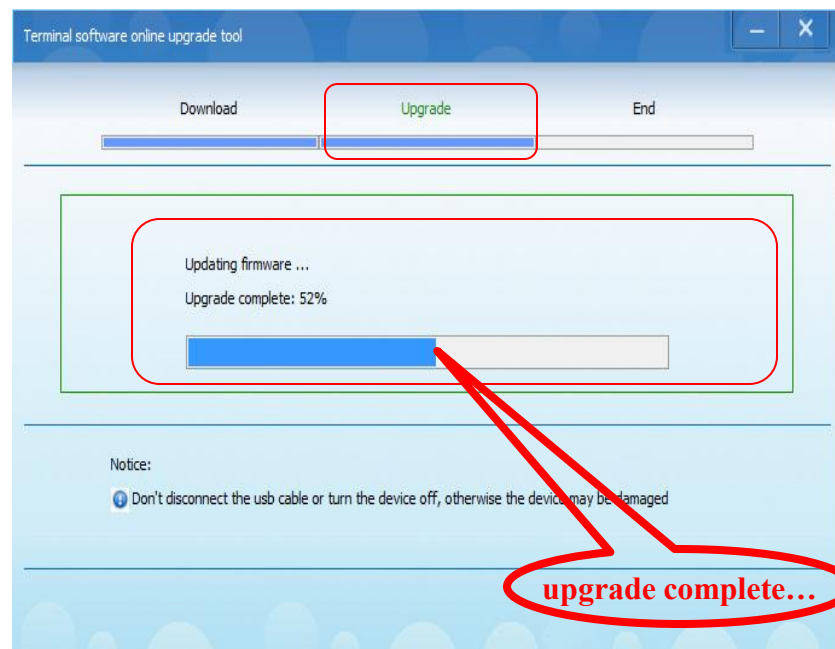 Terminal software online upgrade tool
Download Upgrade End
Updating firmware ...
Upgrade complete: 52%
Notice:
Don't disconnect the usb cable or turn the device off, otherwise the device may be damaged
upgrade complete…